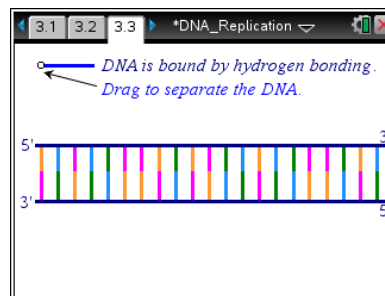 3.1 3.2 3.3 *DNA_Replication
DNA is bound by hydrogen bonding.
Drag to separate the DNA.
5' 3
3' 5